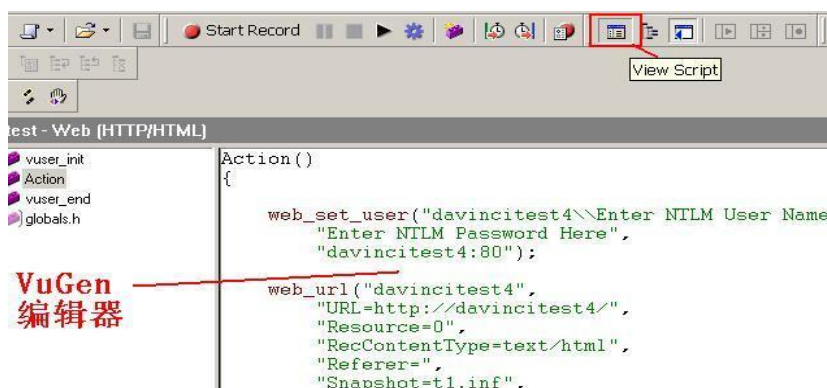 Start Record
View Script
test - Web (HTTP/HTML)
vuser_init
Action
vuser_end
globals.h
Action()
{
web_set_user("davincitest4\\Enter NTLM User Name
"Enter NTLM Password Here",
"davincitest4:80");
web_url("davincitest4",
"URL=http://davincitest4/",
"Resource=0",
"RecContentType=text/html",
"Referer=",
"Snapshot=t1.inf",
VuGen
编辑器